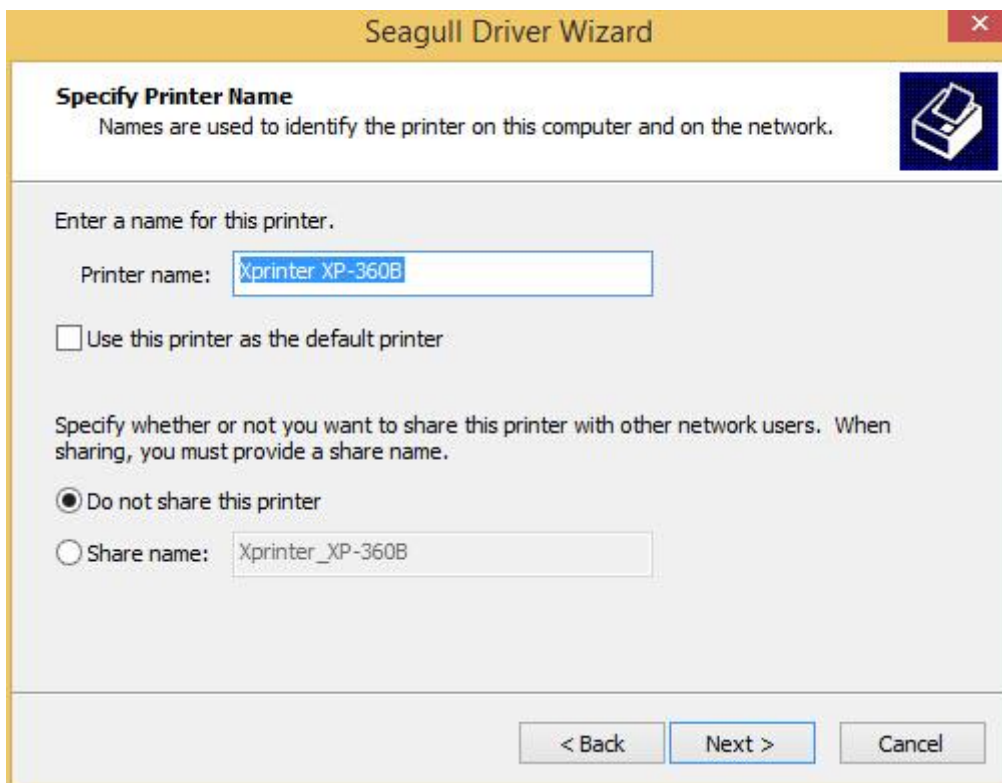 Seagull Driver Wizard
Specify Printer Name
Names are used to identify the printer on this computer and on the network.
Enter a name for this printer.
Printer name: Xprinter XP-360B
Use this printer as the default printer
Specify whether or not you want to share this printer with other network users. When
sharing, you must provide a share name.
Do not share this printer
Share name: Xprinter_XP-360B
< Back Next > Cancel